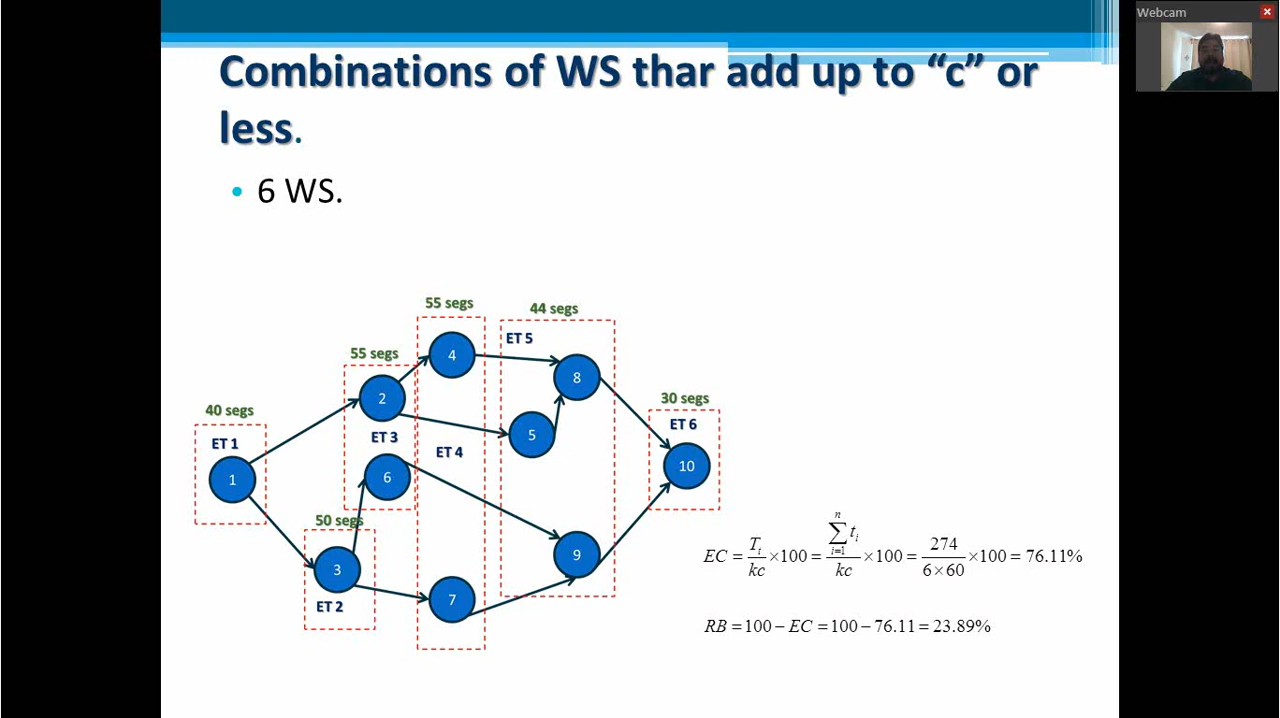 Webcam
Combinations of WS thar add up to “c” or
less.
• 6 WS.
55 segs
44 segs
ET 5
4
55 segs
8
2
30 segs
40 segs
ET 6
ET 1
ET 3
5
ET 4
10
1
6
50 segs
9
3
7
ET 2
EC = T_i/kc ×100 = ∑_{i=1}^{n} t_i/kc ×100 = 274/6×60 ×100 = 76.11%
RB = 100 − EC = 100 − 76.11 = 23.89%